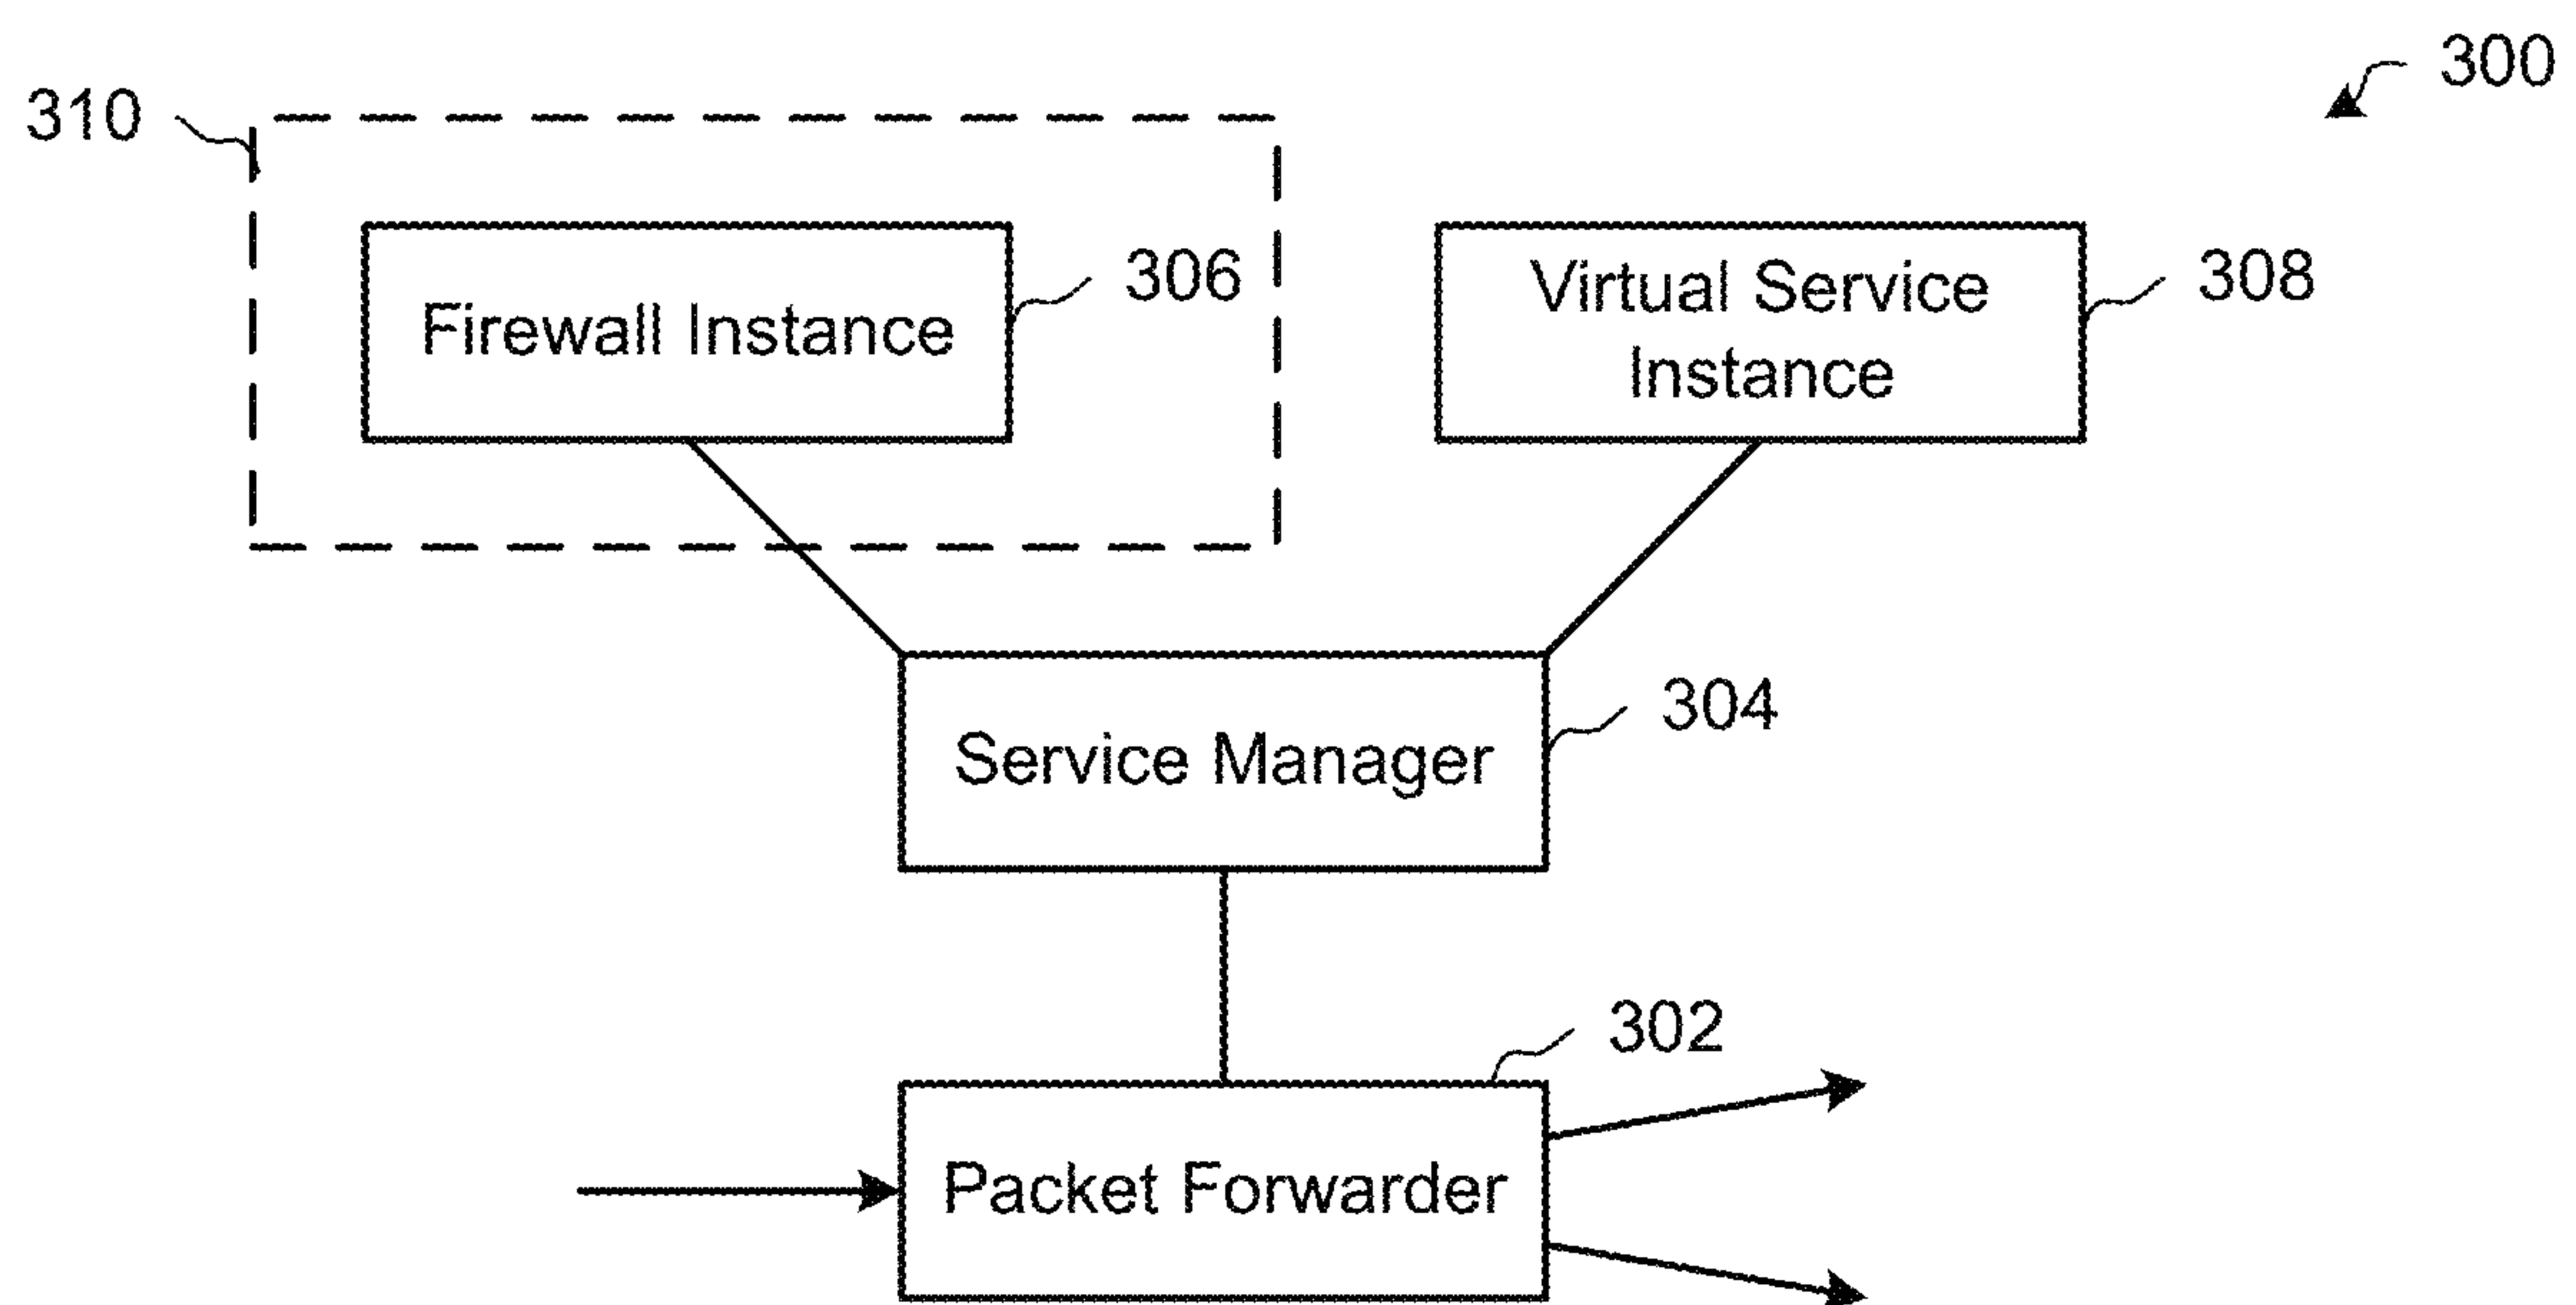 300
310
306
Firewall Instance
Virtual Service
Instance
308
304
Service Manager
302
Packet Forwarder